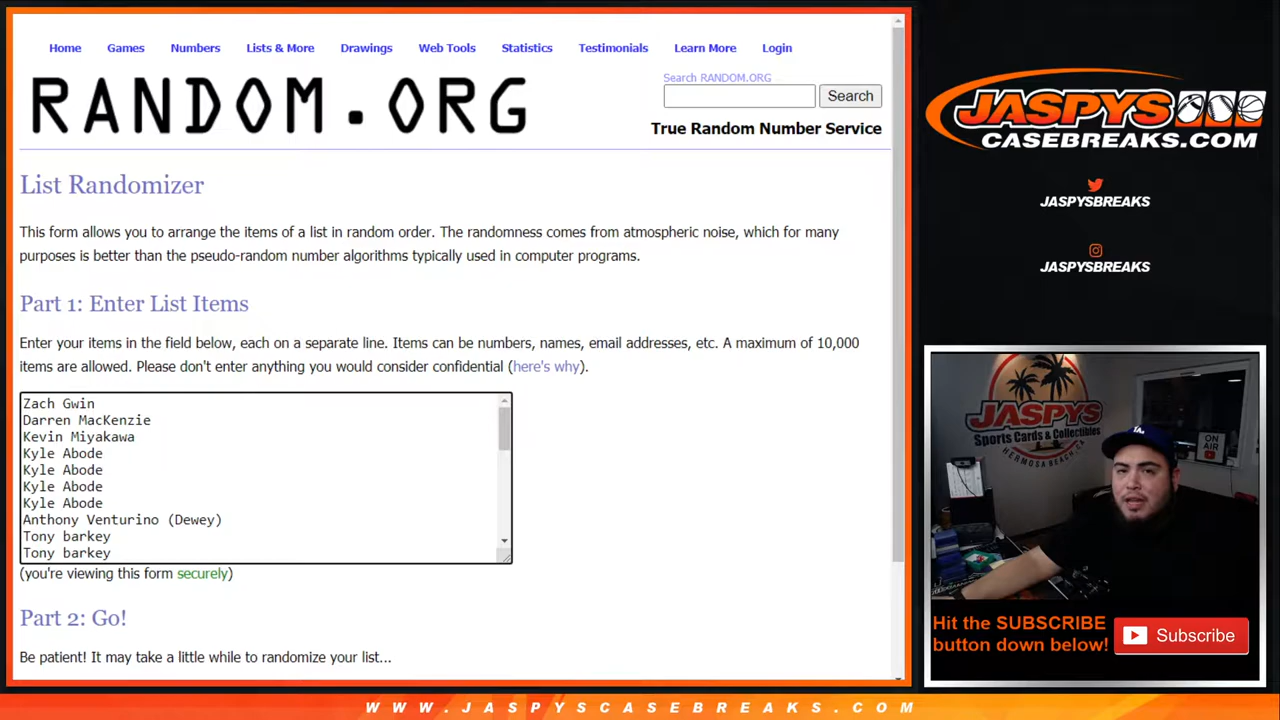 Home Games Numbers Lists & More Drawings Web Tools Statistics Testimonials Learn More Login
RANDOM.ORG
Search RANDOM.ORG
Search
True Random Number Service
List Randomizer
This form allows you to arrange the items of a list in random order. The randomness comes from atmospheric noise, which for many
purposes is better than the pseudo-random number algorithms typically used in computer programs.
Part 1: Enter List Items
Enter your items in the field below, each on a separate line. Items can be numbers, names, email addresses, etc. A maximum of 10,000
items are allowed. Please don't enter anything you would consider confidential (here's why).
Zach Gwin
Darren MacKenzie
Kevin Miyakawa
Kyle Abode
Kyle Abode
Kyle Abode
Kyle Abode
Anthony Venturino (Dewey)
Tony barkey
Tony barkey
(you're viewing this form securely)
Part 2: Go!
Be patient! It may take a little while to randomize your list...
JASPYS
CASEBREAKS.COM
JASPYSBREAKS
JASPYSBREAKS
JASPYS
Sports Cards & Collectibles
HERMOSA BEACH, CA
ON AIR
LA
Hit the SUBSCRIBE
button down below!
Subscribe
WWW.JASPYSCASEBREAKS.COM